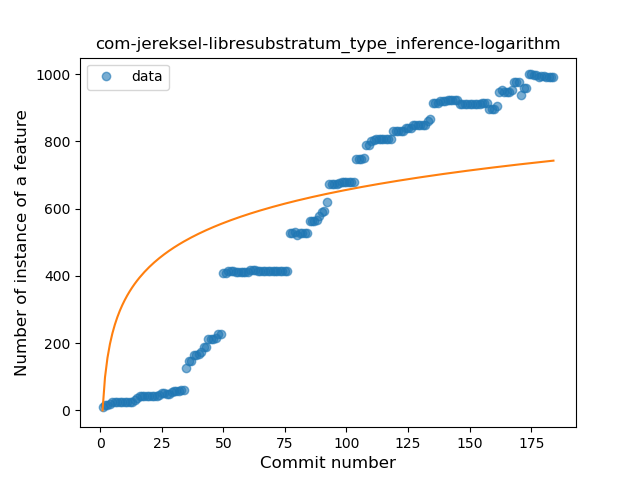 com-jereksel-libresubstratum_type_inference-logarithm
data
Number of instance of a feature
1000
800
600
400
200
0
0 25 50 75 100 125 150 175
Commit number